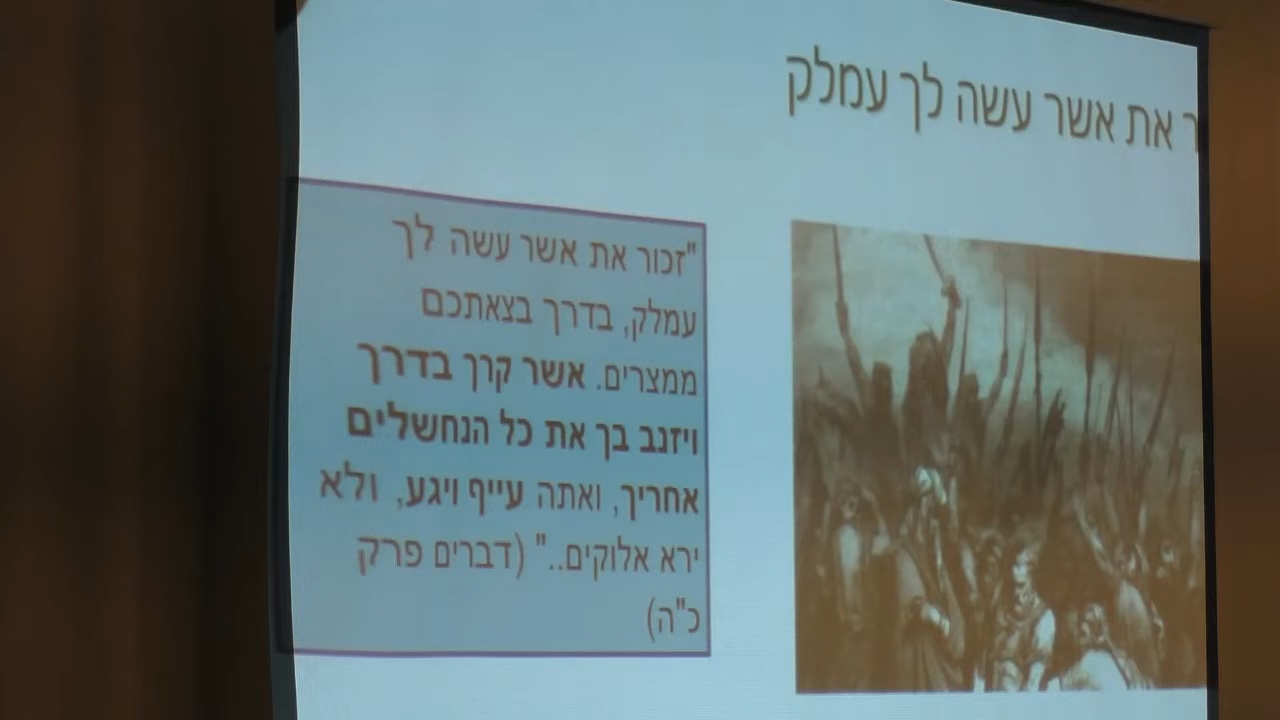 ר את אשר עשה לך עמלק
"זכור את אשר עשה לך
עמלק, בדרך בצאתכם
ממצרים. אשר קרך בדרך
ויזנב בך את כל הנחשלים
אחריך, ואתה עייף ויגע, ולא
ירא אלוקים.." (דברים פרק
כ"ה)